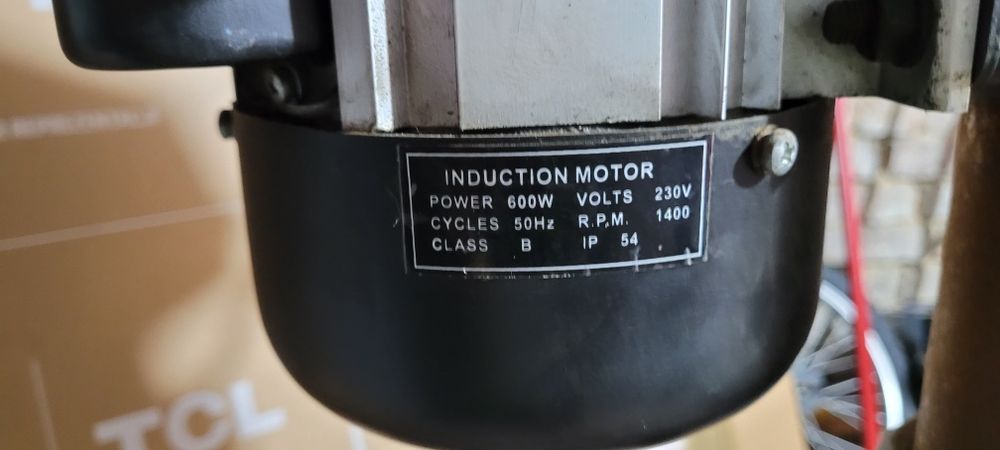 INDUCTION MOTOR
POWER 600W VOLTS 230V
CYCLES 50Hz R.P.M. 1400
CLASS B IP 54
TCL